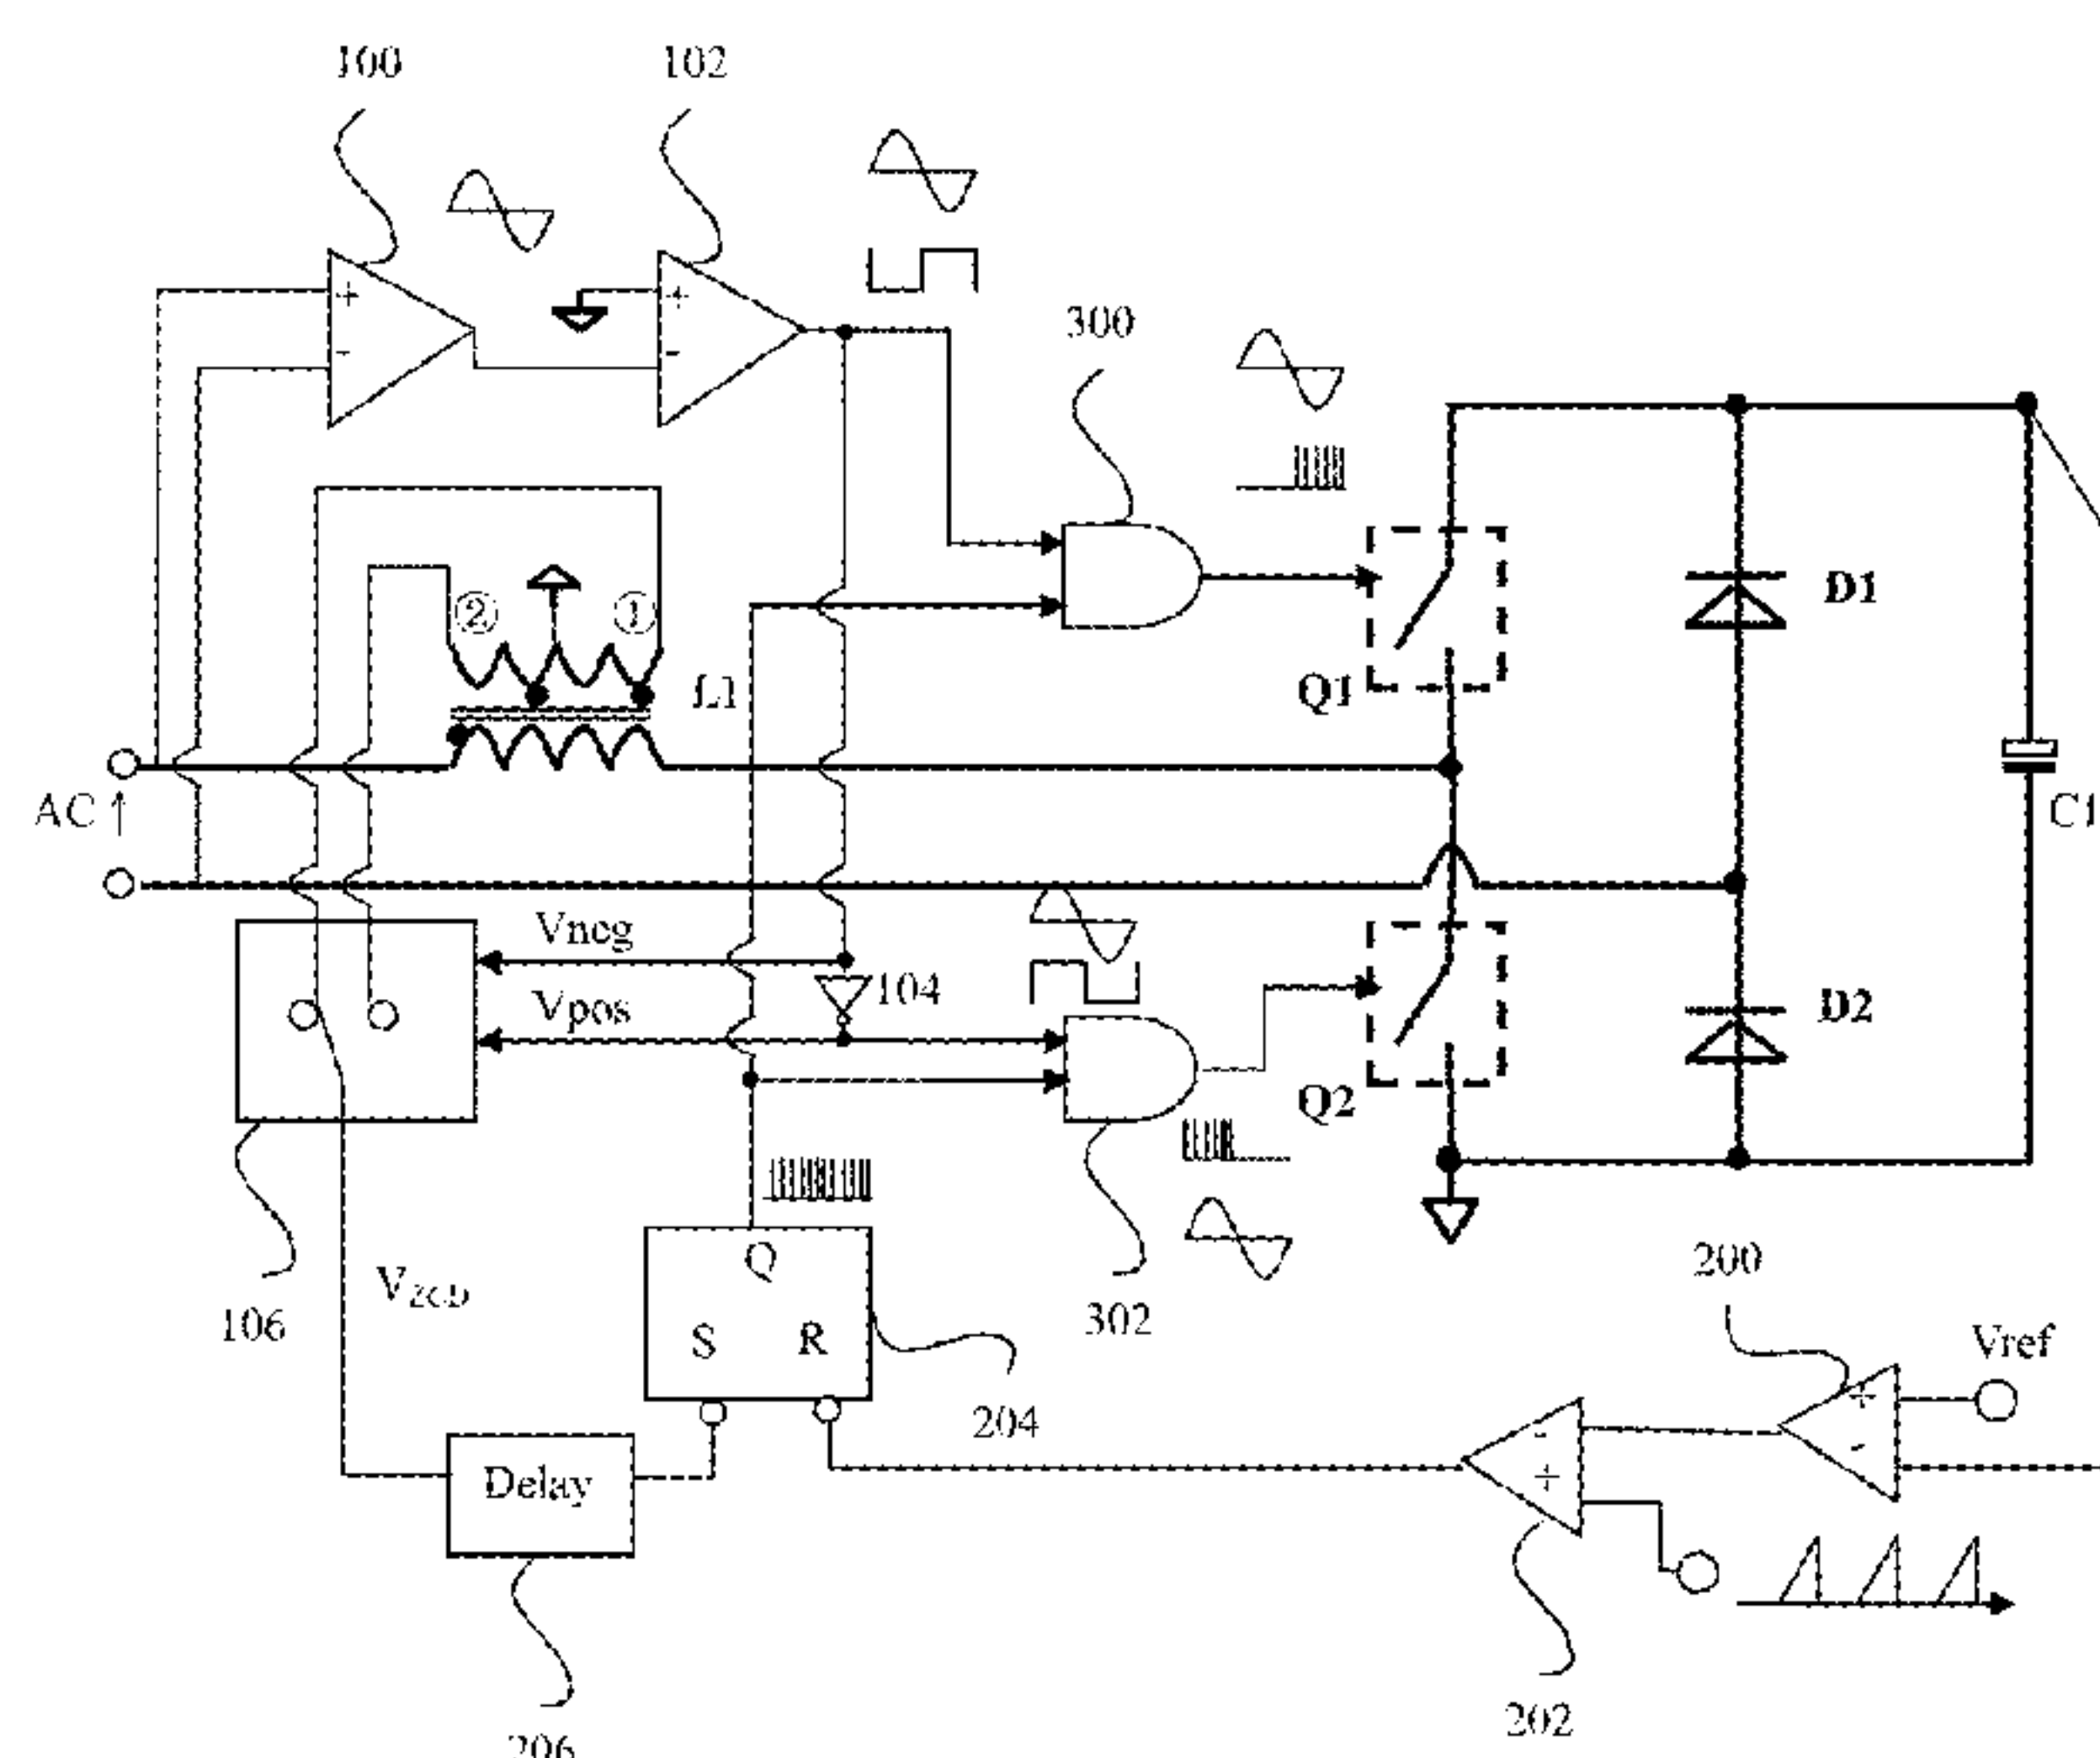 100
102
+
-
+
-
300
② ①
L1
Q1
D1
AC ↑
C1
Vneg
104
Vpos
D2
Q2
Q
S R
106
302
204
200
Vref
+
-
-
+
Delay
202
206